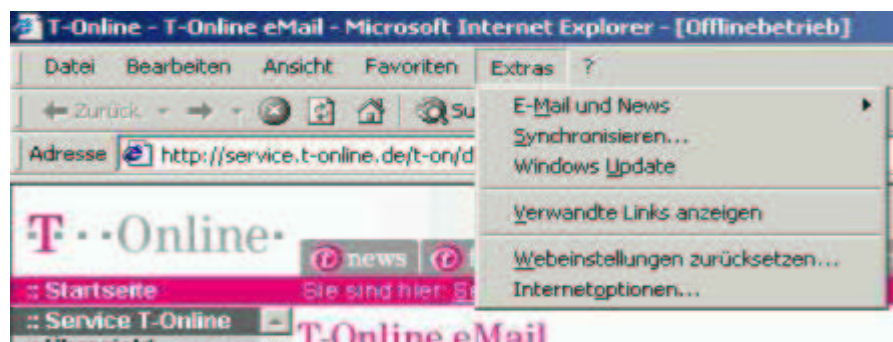 T-Online - T-Online eMail - Microsoft Internet Explorer - [Offlinebetrieb]
Datei Bearbeiten Ansicht Favoriten Extras ?
Zurück Su
Adresse http://service.t-online.de/t-on/d
E-Mail und News
Synchronisieren...
Windows Update
Verwandte Links anzeigen
Webeinstellungen zurücksetzen...
Internetoptionen...
T··Online·
news
:: Startseite Sie sind hier: Se
:: Service T-Online
T-Online eMail